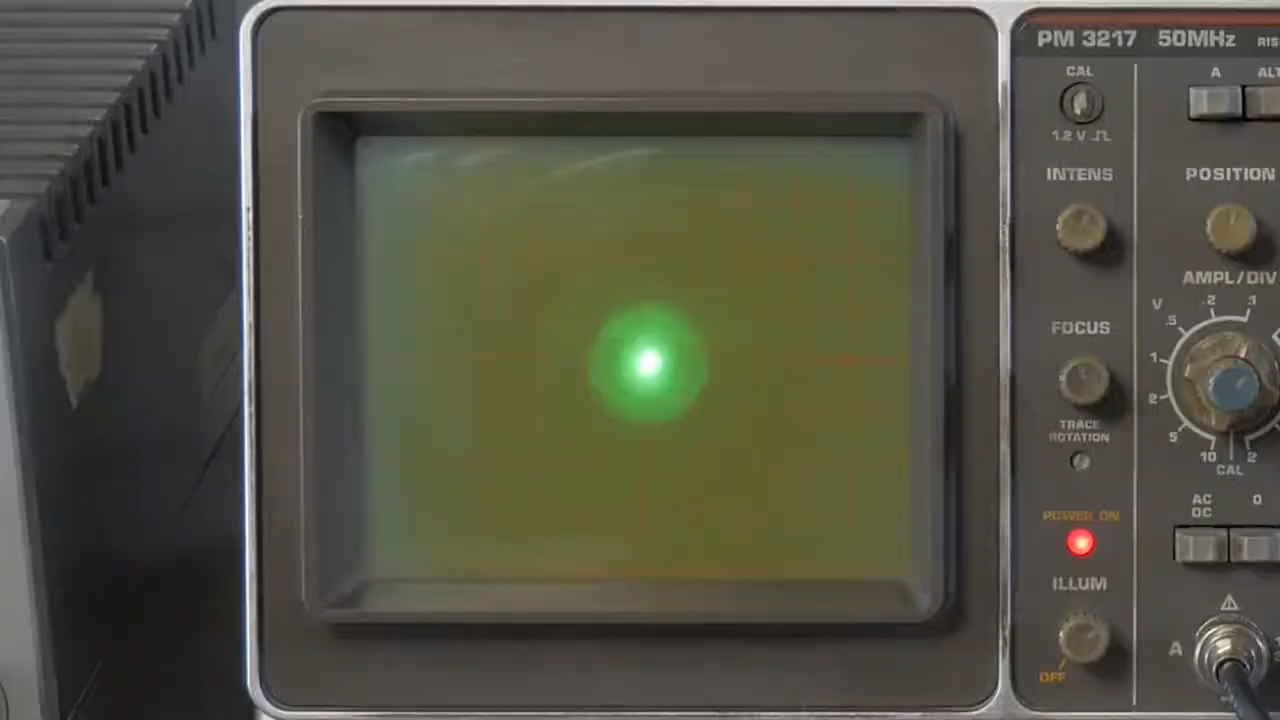 PM 3217 50MHz
CAL
A
1.2 V
INTENS
POSITION
AMPL/DIV
V
.5 .2 .1
1
2
5
10 2
CAL
FOCUS
TRACE
ROTATION
POWER ON
AC
DC
0
ILLUM
OFF
A